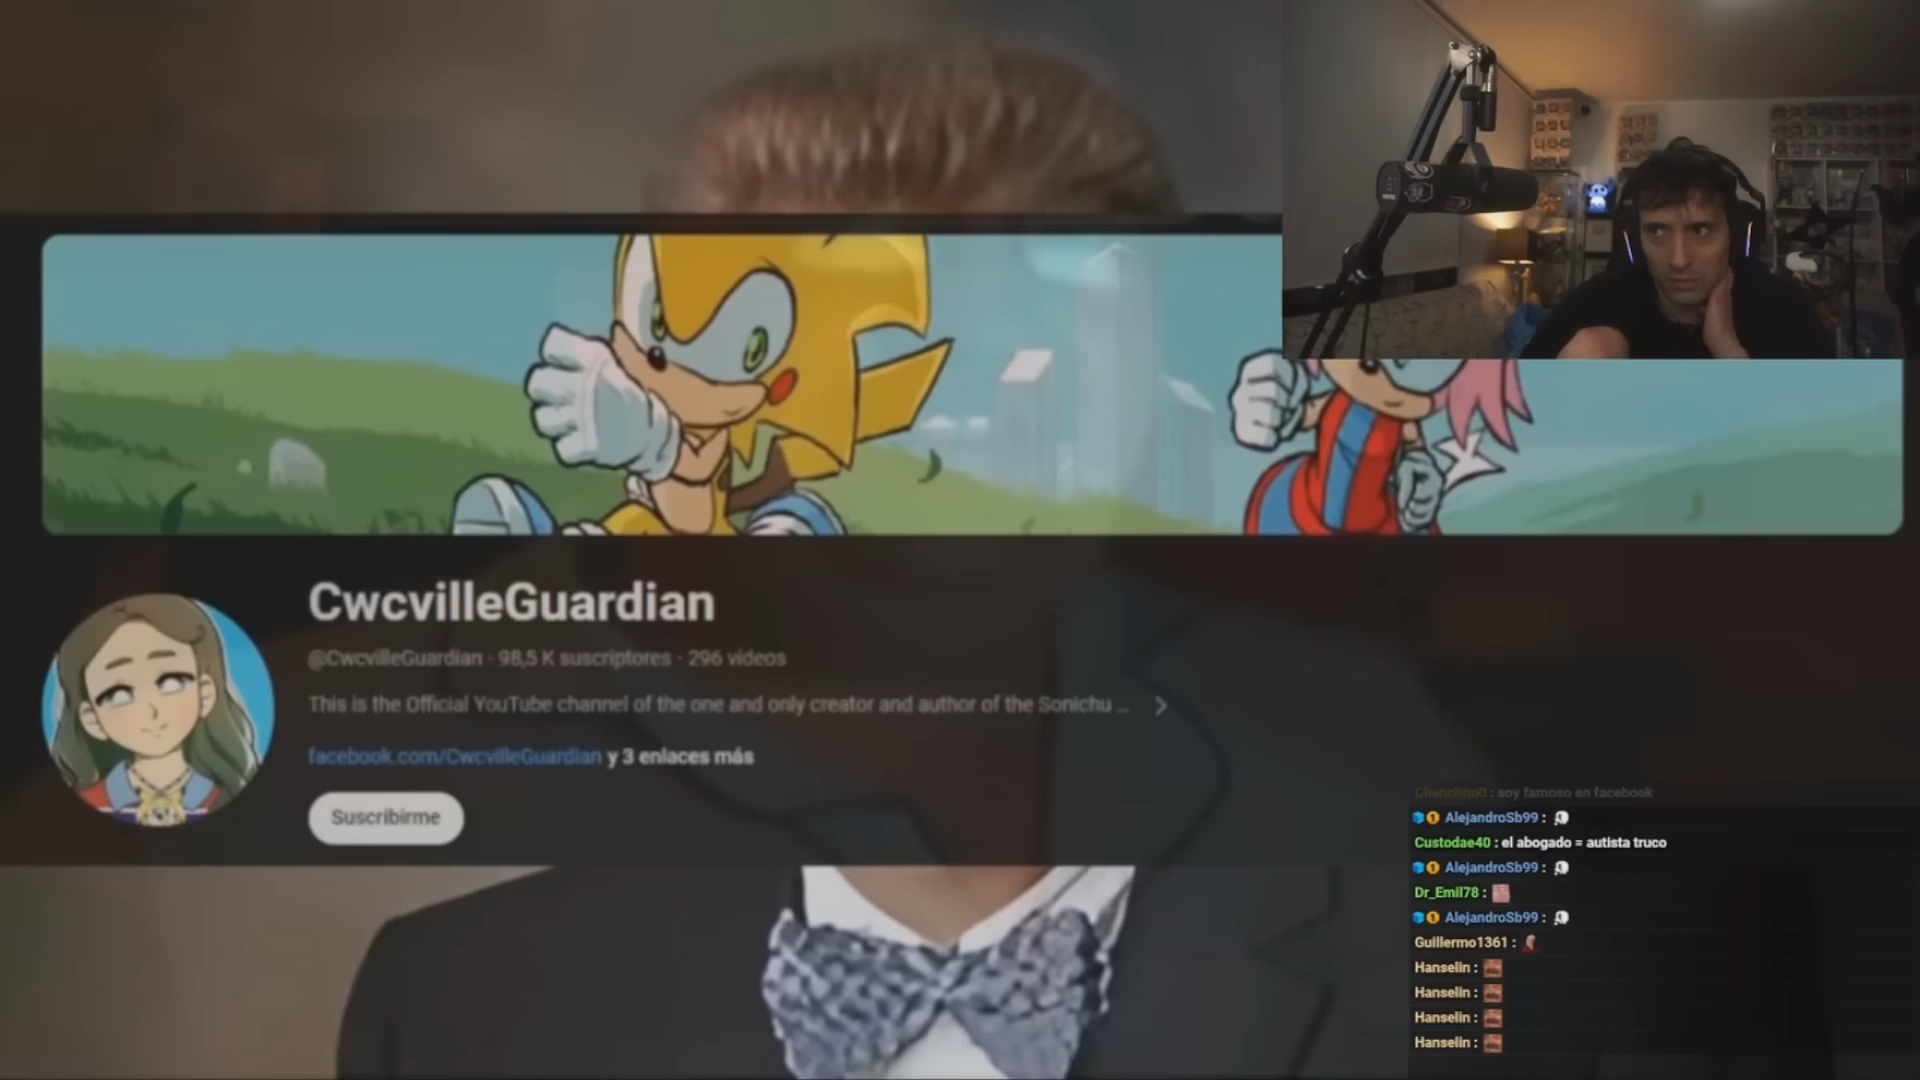 CwcvilleGuardian
@CwcvilleGuardian · 98,5 K suscriptores · 296 videos
This is the Official YouTube channel of the one and only creator and author of the Sonichu ...
facebook.com/CwcvilleGuardian y 3 enlaces más
Suscribirme
Chanchito0 : soy famoso en facebook
AlejandroSb99 :
Custodae40 : el abogado = autista truco
AlejandroSb99 :
Dr_Emil78 :
AlejandroSb99 :
Guillermo1361 :
Hanselin :
Hanselin :
Hanselin :
Hanselin :